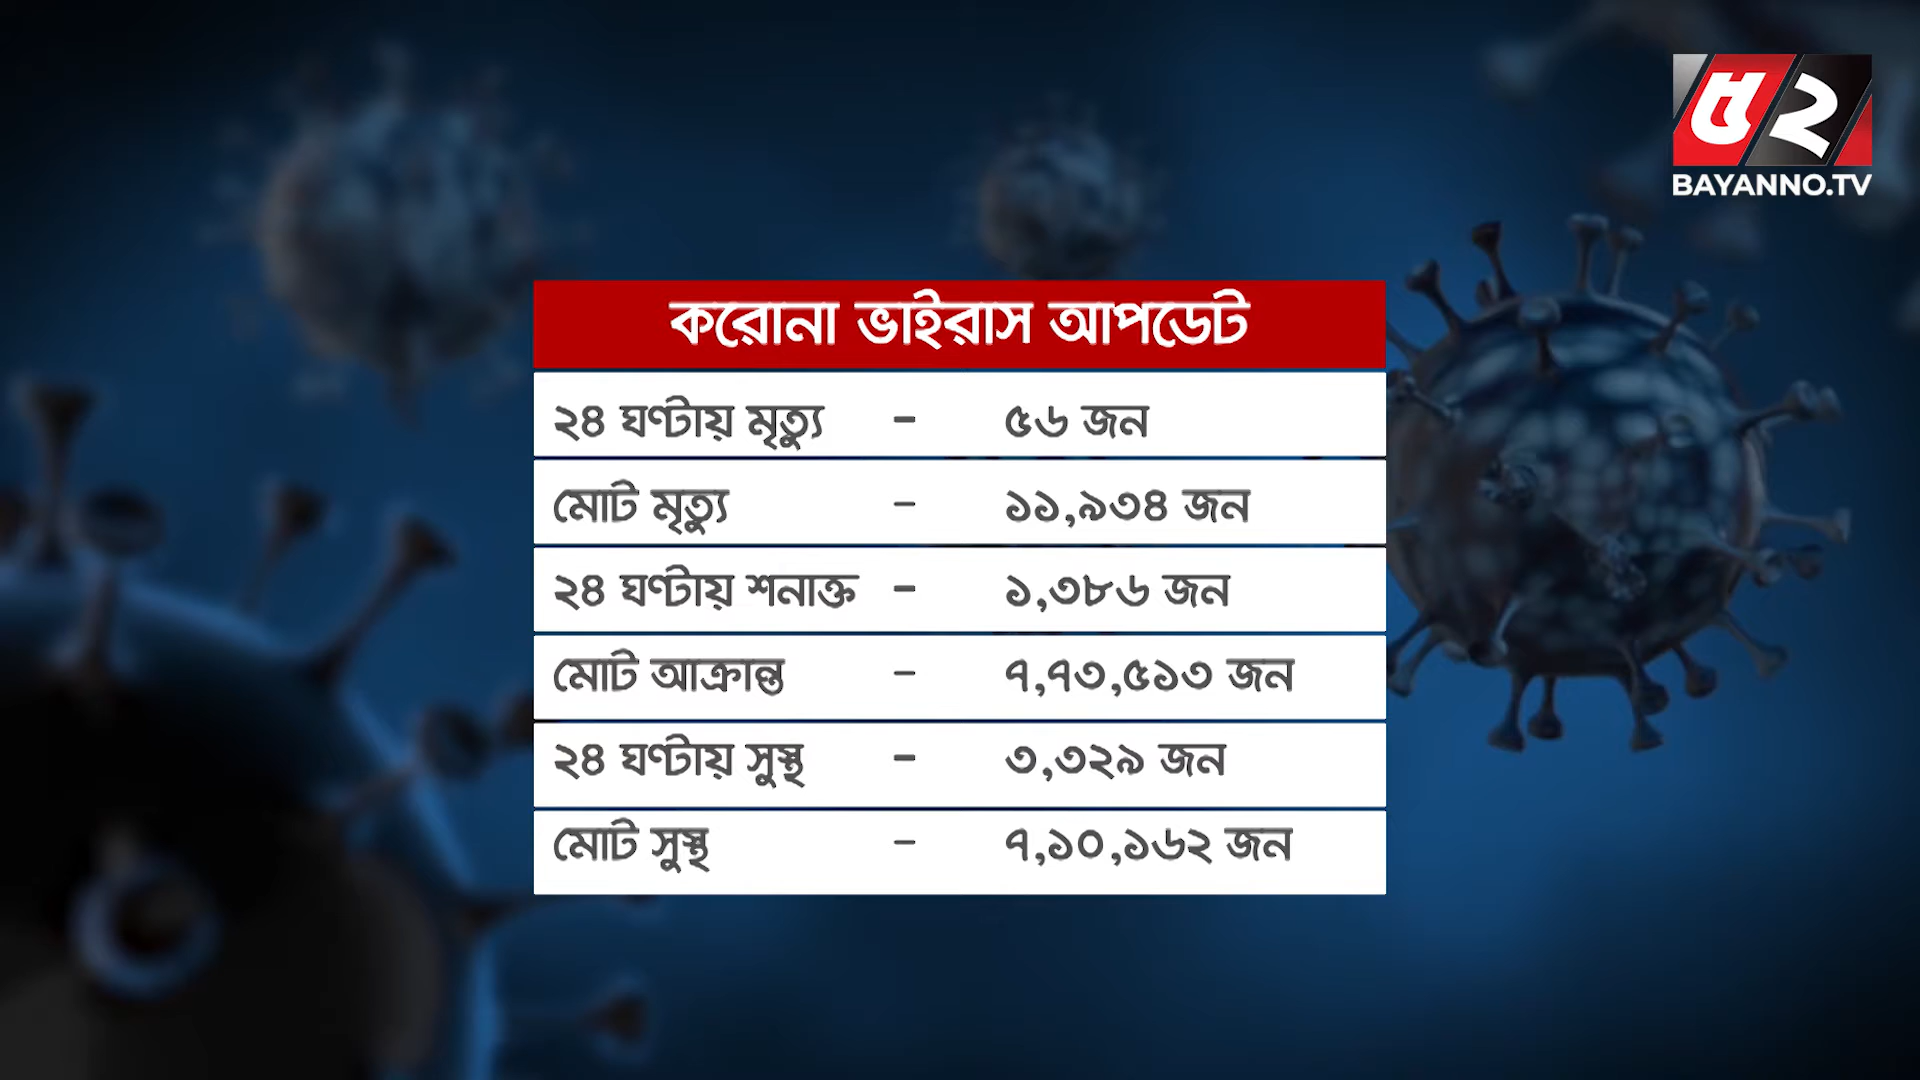 ৫২
BAYANNO.TV
করোনা ভাইরাস আপডেট
২৪ ঘণ্টায় মৃত্যু - ৫৬ জন
মোট মৃত্যু - ১১,৯৩৪ জন
২৪ ঘণ্টায় শনাক্ত - ১,৩৮৬ জন
মোট আক্রান্ত - ৭,৭৩,৫১৩ জন
২৪ ঘণ্টায় সুস্থ - ৩,৩২৯ জন
মোট সুস্থ - ৭,১০,১৬২ জন